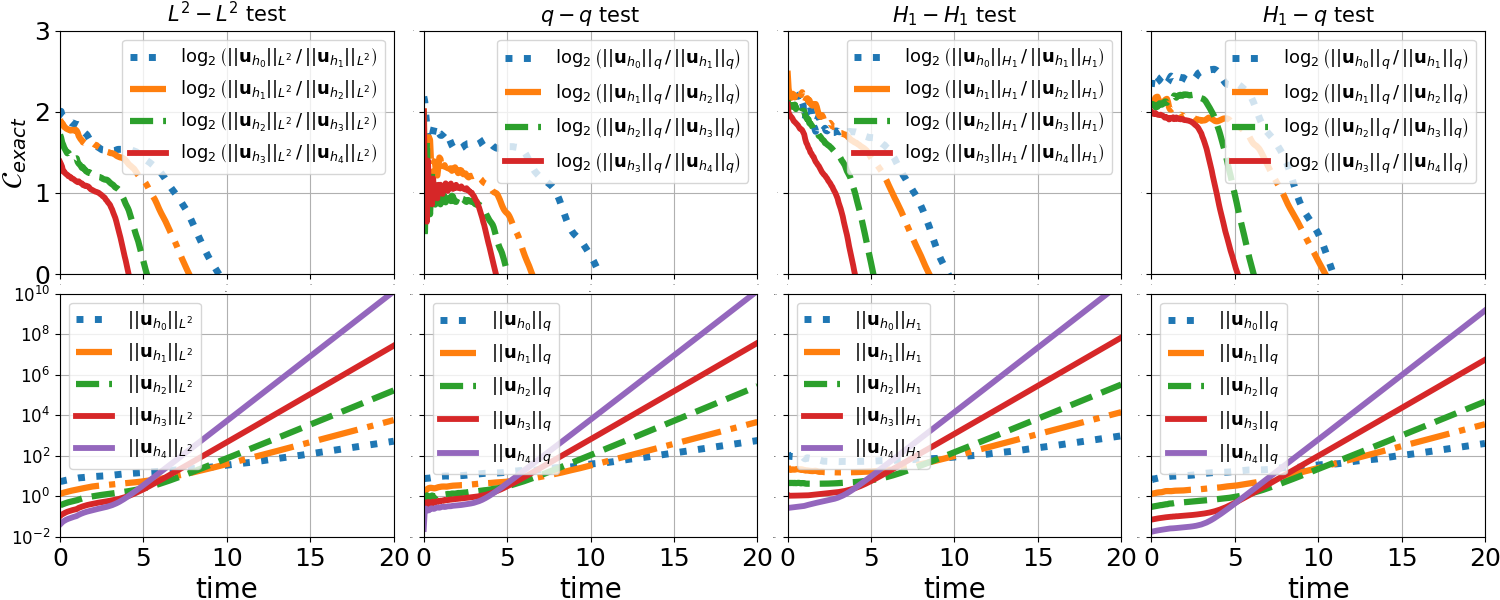 L² − L² test
q − q test
H₁ − H₁ test
H₁ − q test
𝒞exact
3
2
1
0
log₂ (||u_h₀||_L² / ||u_h₁||_L²)
log₂ (||u_h₁||_L² / ||u_h₂||_L²)
log₂ (||u_h₂||_L² / ||u_h₃||_L²)
log₂ (||u_h₃||_L² / ||u_h₄||_L²)
log₂ (||u_h₀||_q / ||u_h₁||_q)
log₂ (||u_h₁||_q / ||u_h₂||_q)
log₂ (||u_h₂||_q / ||u_h₃||_q)
log₂ (||u_h₃||_q / ||u_h₄||_q)
log₂ (||u_h₀||_H₁ / ||u_h₁||_H₁)
log₂ (||u_h₁||_H₁ / ||u_h₂||_H₁)
log₂ (||u_h₂||_H₁ / ||u_h₃||_H₁)
log₂ (||u_h₃||_H₁ / ||u_h₄||_H₁)
log₂ (||u_h₀||_q / ||u_h₁||_q)
log₂ (||u_h₁||_q / ||u_h₂||_q)
log₂ (||u_h₂||_q / ||u_h₃||_q)
log₂ (||u_h₃||_q / ||u_h₄||_q)
10¹⁰
10⁸
10⁶
10⁴
10²
10⁰
10⁻²
||u_h₀||_L²
||u_h₁||_L²
||u_h₂||_L²
||u_h₃||_L²
||u_h₄||_L²
||u_h₀||_q
||u_h₁||_q
||u_h₂||_q
||u_h₃||_q
||u_h₄||_q
||u_h₀||_H₁
||u_h₁||_H₁
||u_h₂||_H₁
||u_h₃||_H₁
||u_h₄||_H₁
||u_h₀||_q
||u_h₁||_q
||u_h₂||_q
||u_h₃||_q
||u_h₄||_q
0 5 10 15 20
0 5 10 15 20
0 5 10 15 20
0 5 10 15 20
time
time
time
time